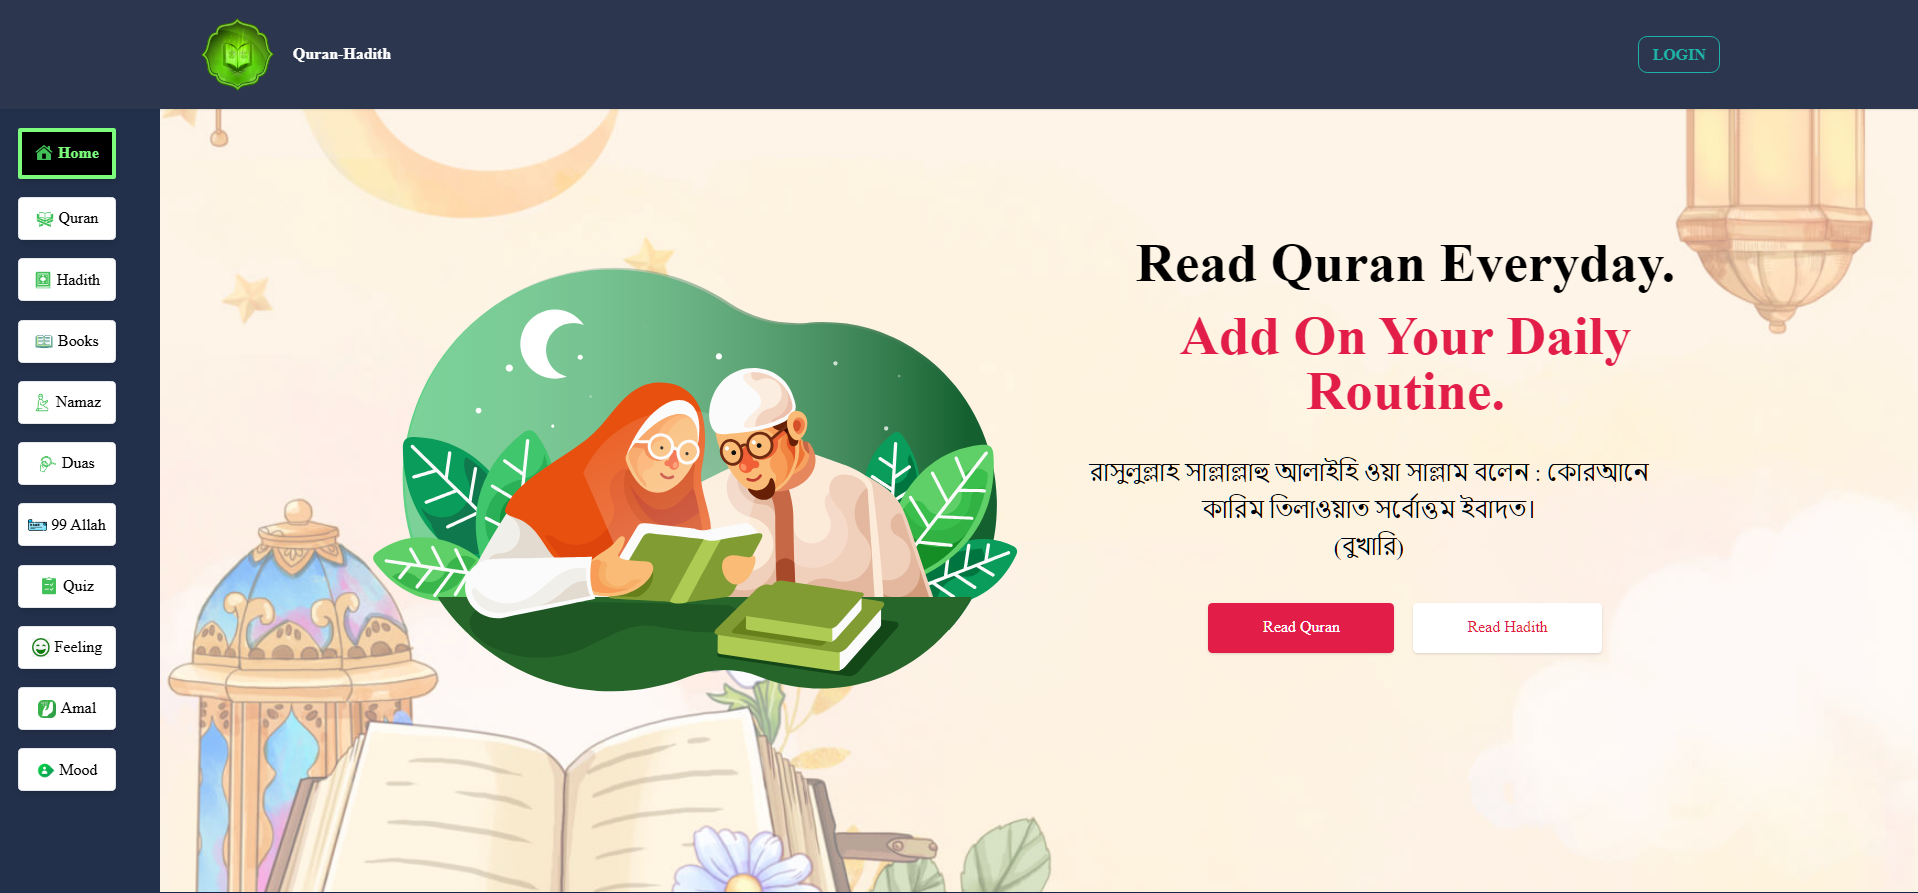 Quran-Hadith
LOGIN
Home
Quran
Hadith
Books
Namaz
Duas
99 Allah
Quiz
Feeling
Amal
Mood
Read Quran Everyday.
Add On Your Daily
Routine.
রাসুলুল্লাহ সাল্লাল্লাহু আলাইহি ওয়া সাল্লাম বলেন : কোরআনে
কারিম তিলাওয়াত সর্বোত্তম ইবাদত।
(বুখারি)
Read Quran
Read Hadith